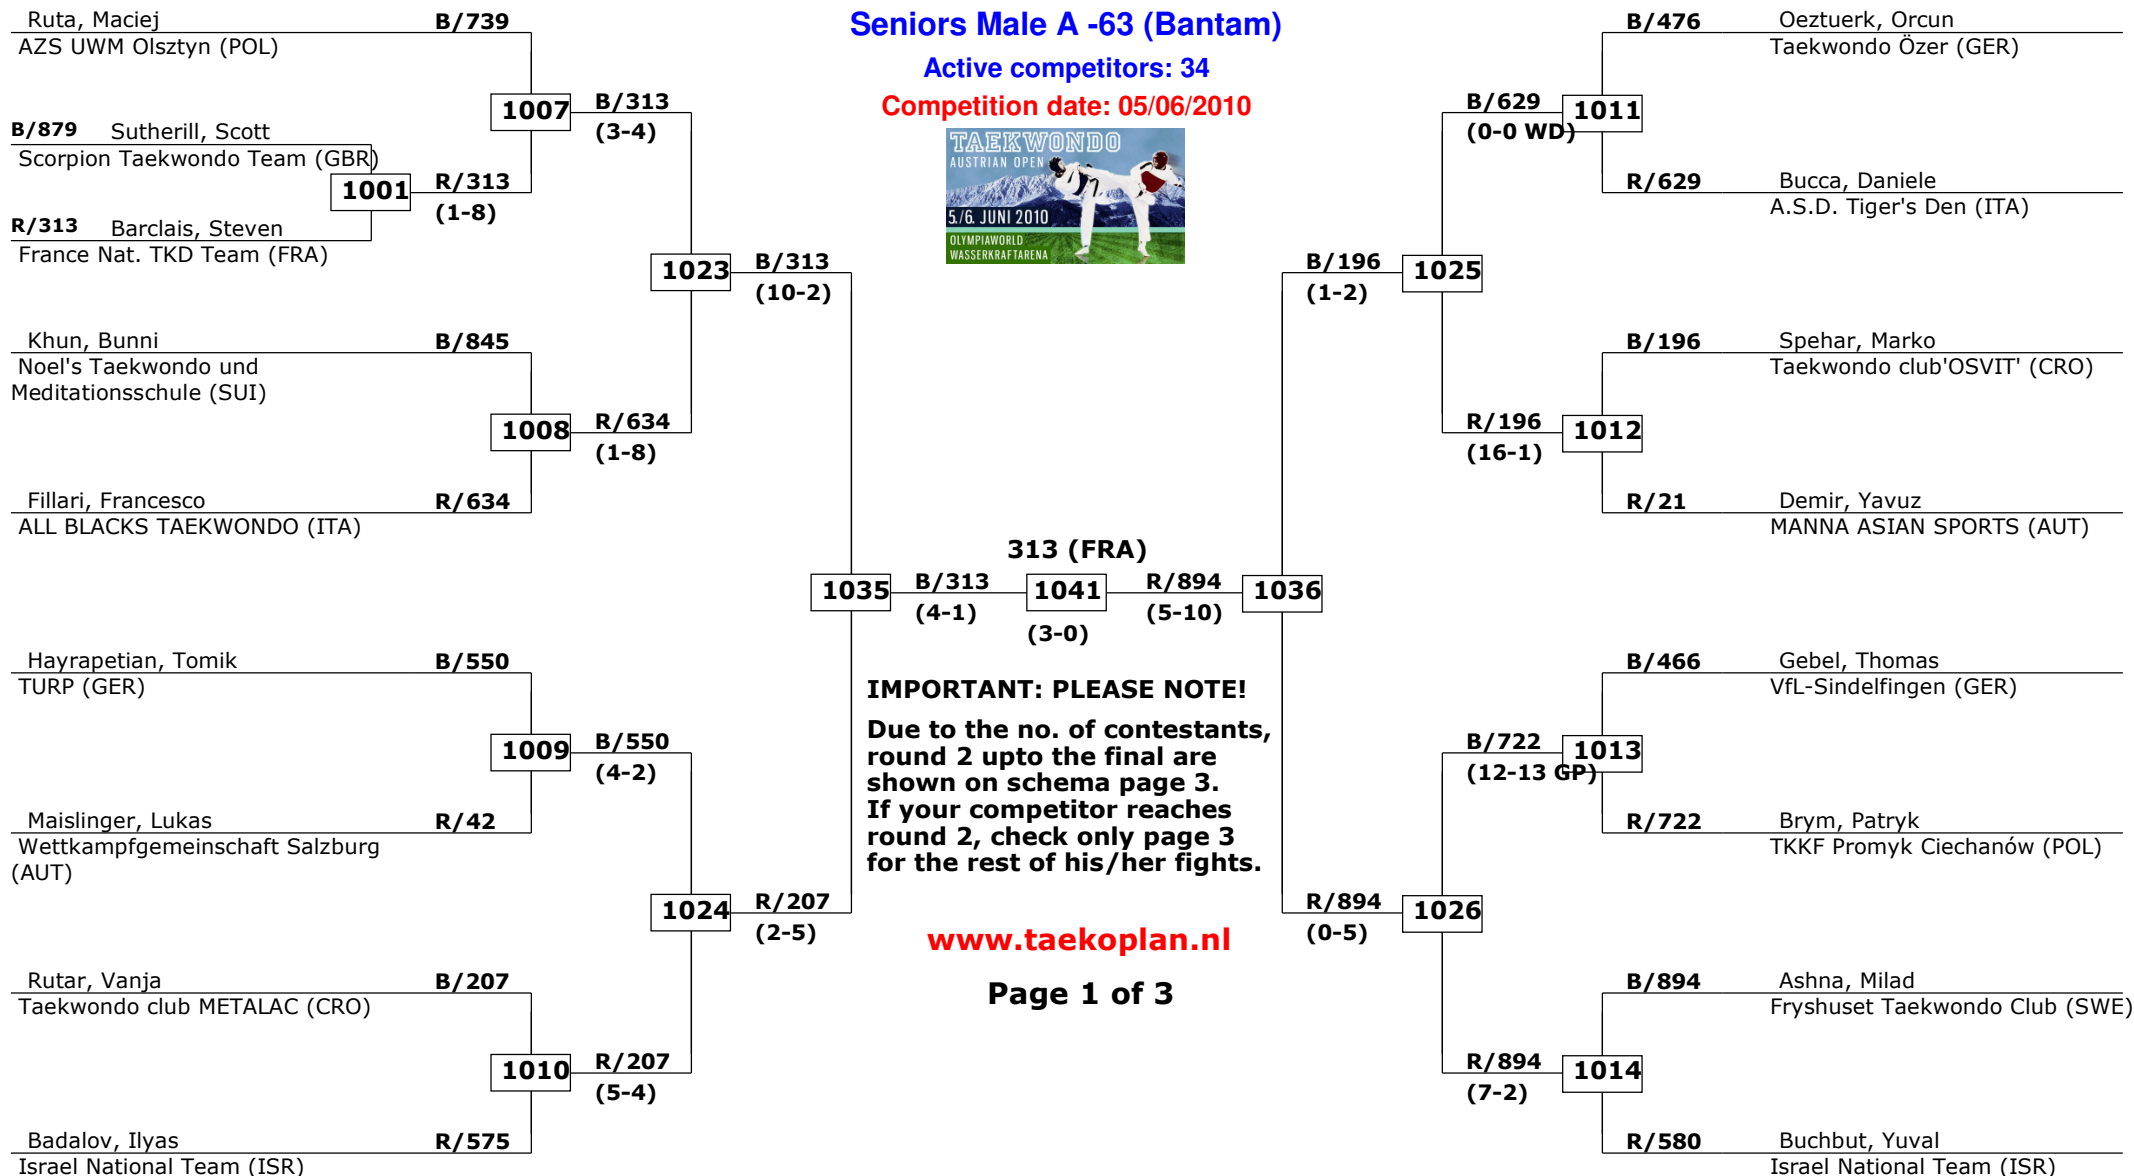 Seniors Male A -63 (Bantam)
Active competitors: 34
Competition date: 05/06/2010
TAEKWONDO
AUSTRIAN OPEN
5./6. JUNI 2010
OLYMPIAWORLD
WASSERKRAFTARENA
Ruta, Maciej B/739
AZS UWM Olsztyn (POL)
1007 B/313
(3-4)
B/879 Sutherill, Scott
Scorpion Taekwondo Team (GBR)
1001 R/313
(1-8)
R/313 Barclais, Steven
France Nat. TKD Team (FRA)
1023 B/313
(10-2)
Khun, Bunni B/845
Noel's Taekwondo und
Meditationsschule (SUI)
1008 R/634
(1-8)
Fillari, Francesco R/634
ALL BLACKS TAEKWONDO (ITA)
313 (FRA)
1035 B/313 1041 R/894 1036
(4-1) (3-0) (5-10)
Hayrapetian, Tomik B/550
TURP (GER)
1009 B/550
(4-2)
Maislinger, Lukas R/42
Wettkampfgemeinschaft Salzburg
(AUT)
1024 R/207
(2-5)
Rutar, Vanja B/207
Taekwondo club METALAC (CRO)
1010 R/207
(5-4)
Badalov, Ilyas R/575
Israel National Team (ISR)
IMPORTANT: PLEASE NOTE!
Due to the no. of contestants,
round 2 upto the final are
shown on schema page 3.
If your competitor reaches
round 2, check only page 3
for the rest of his/her fights.
www.taekoplan.nl
Page 1 of 3
B/476 Oeztuerk, Orcun
Taekwondo Özer (GER)
B/629 1011
(0-0 WD)
R/629 Bucca, Daniele
A.S.D. Tiger's Den (ITA)
B/196 1025
(1-2)
B/196 Spehar, Marko
Taekwondo club'OSVIT' (CRO)
R/196 1012
(16-1)
R/21 Demir, Yavuz
MANNA ASIAN SPORTS (AUT)
B/466 Gebel, Thomas
VfL-Sindelfingen (GER)
B/722 1013
(12-13 GP)
R/722 Brym, Patryk
TKKF Promyk Ciechanów (POL)
R/894 1026
(0-5)
B/894 Ashna, Milad
Fryshuset Taekwondo Club (SWE)
R/894 1014
(7-2)
R/580 Buchbut, Yuval
Israel National Team (ISR)